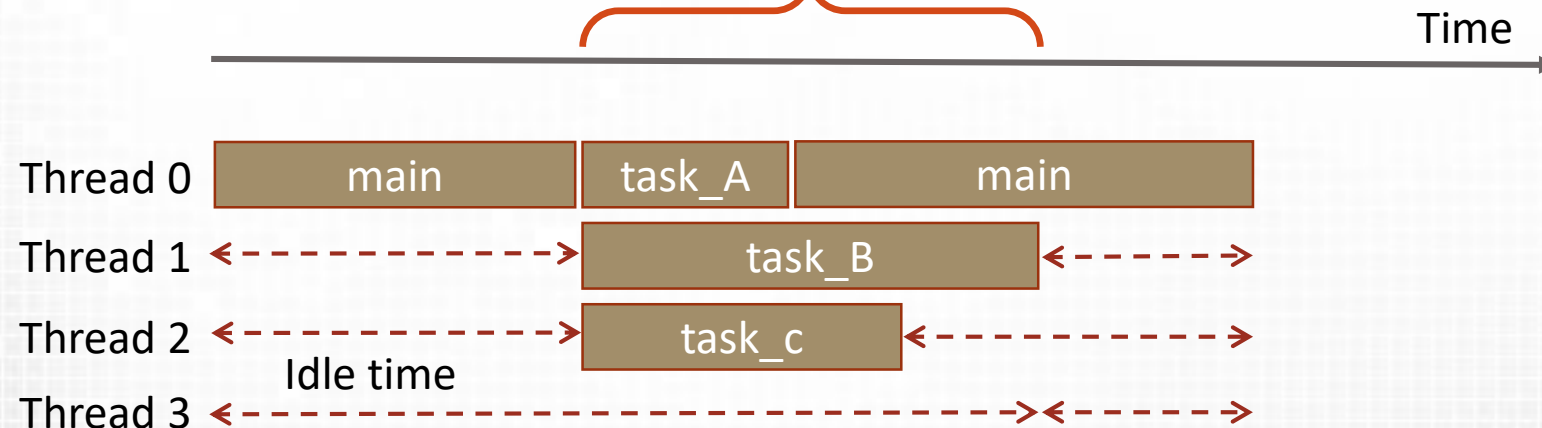 Time
Thread 0 main task_A main
Thread 1 task_B
Thread 2 task_c
Idle time
Thread 3